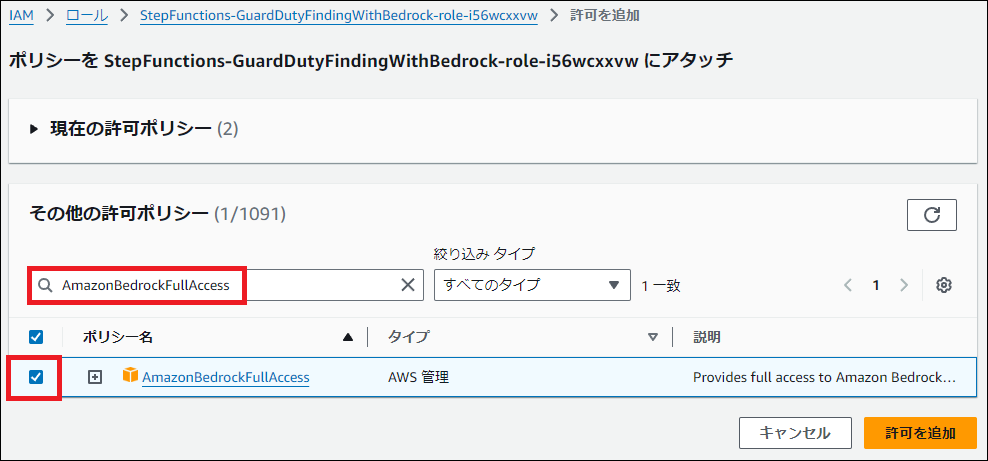 IAM > ロール > StepFunctions-GuardDutyFindingWithBedrock-role-i56wcxxvw > 許可を追加
ポリシーを StepFunctions-GuardDutyFindingWithBedrock-role-i56wcxxvw にアタッチ
現在の許可ポリシー (2)
その他の許可ポリシー (1/1091)
絞り込み タイプ
AmazonBedrockFullAccess すべてのタイプ 1 一致 1
ポリシー名 タイプ 説明
AmazonBedrockFullAccess AWS 管理 Provides full access to Amazon Bedrock...
キャンセル 許可を追加